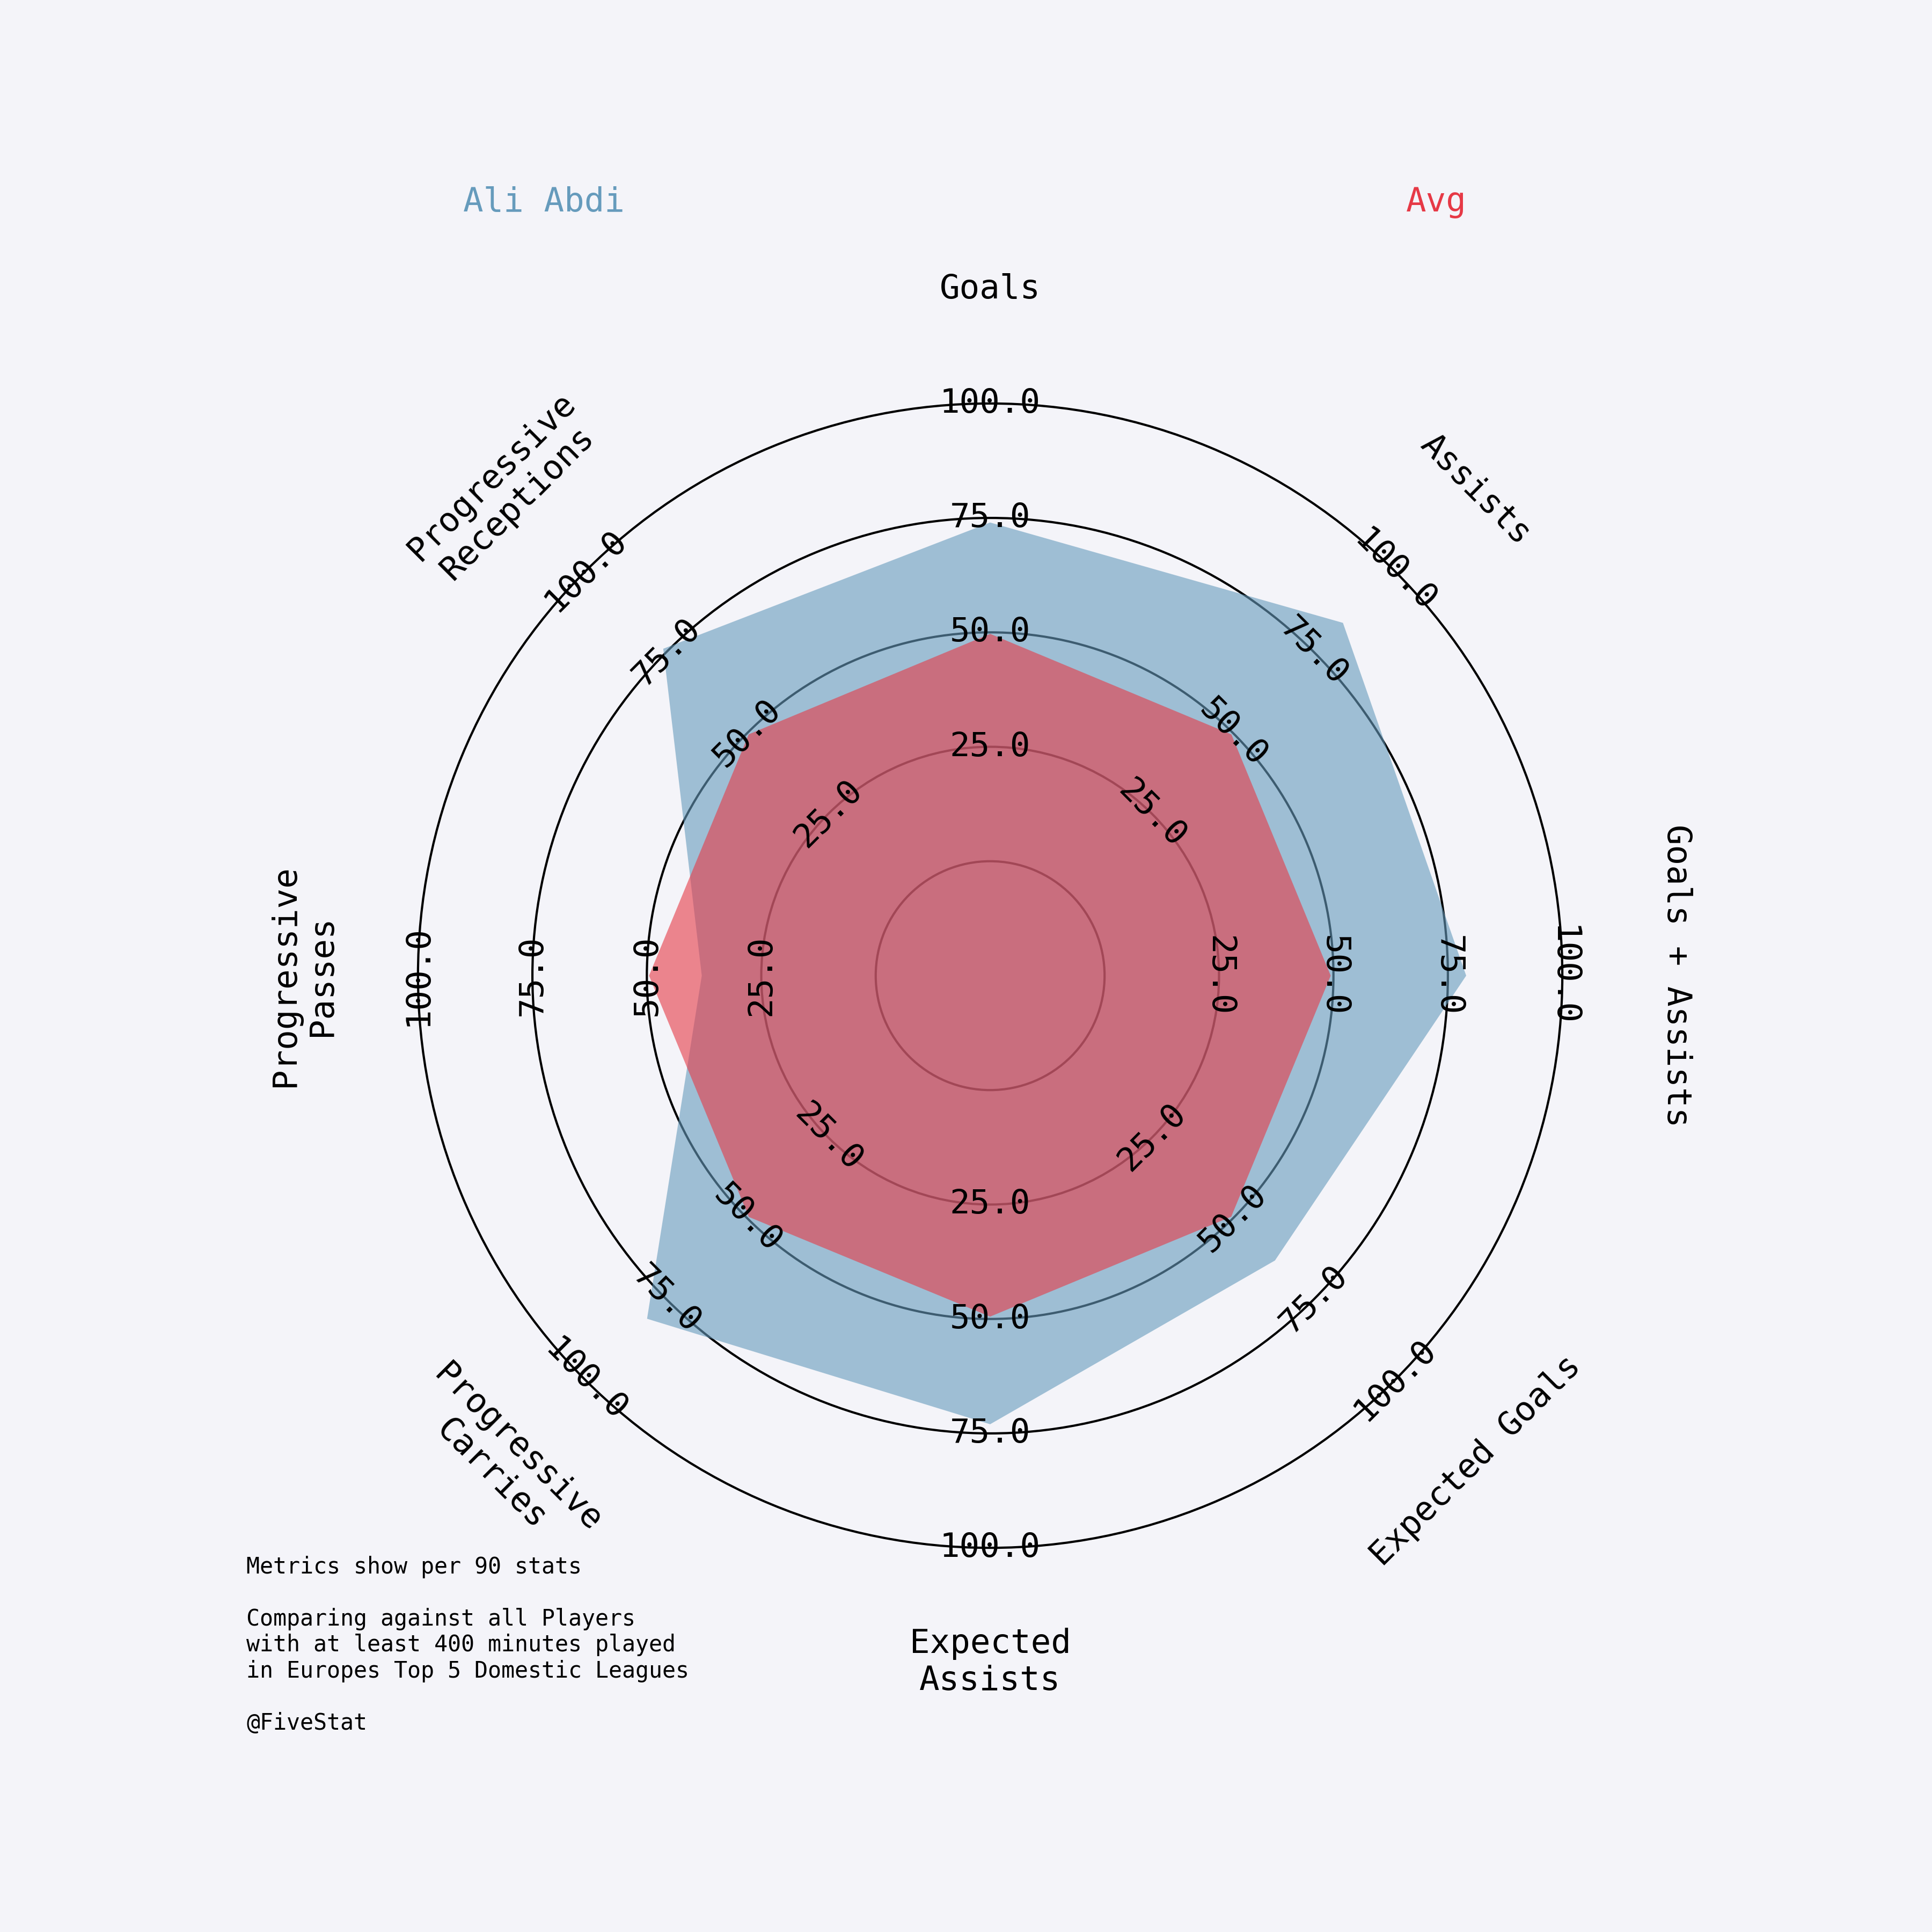 Ali Abdi
Avg
Goals
Assists
Goals + Assists
Expected Goals
Expected
Assists
Progressive
Carries
Progressive
Passes
Progressive
Receptions
25.0
50.0
75.0
100.0
25.0
50.0
75.0
100.0
25.0
50.0
75.0
100.0
25.0
50.0
75.0
100.0
25.0
50.0
75.0
100.0
25.0
50.0
75.0
100.0
25.0
50.0
75.0
100.0
25.0
50.0
75.0
100.0
Metrics show per 90 stats
Comparing against all Players
with at least 400 minutes played
in Europes Top 5 Domestic Leagues
@FiveStat